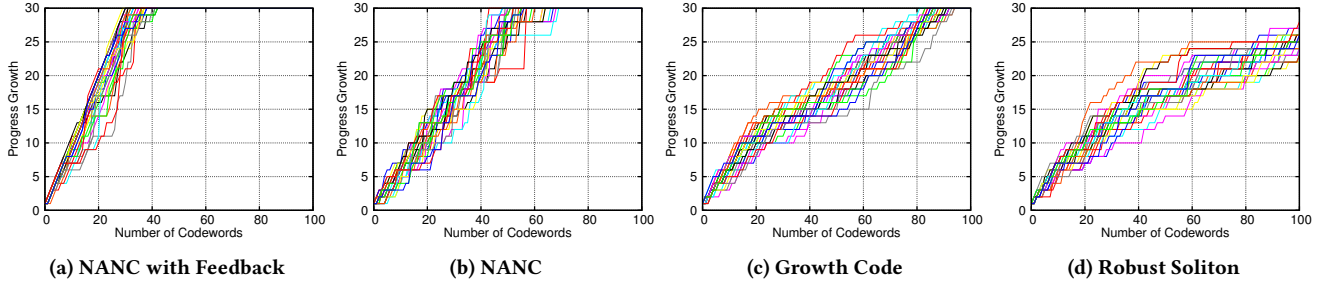 30
25
20
15
10
5
0
Progress Growth
0 20 40 60 80 100
Number of Codewords
(a) NANC with Feedback
30
25
20
15
10
5
0
Progress Growth
0 20 40 60 80 100
Number of Codewords
(b) NANC
30
25
20
15
10
5
0
Progress Growth
0 20 40 60 80 100
Number of Codewords
(c) Growth Code
30
25
20
15
10
5
0
Progress Growth
0 20 40 60 80 100
Number of Codewords
(d) Robust Soliton